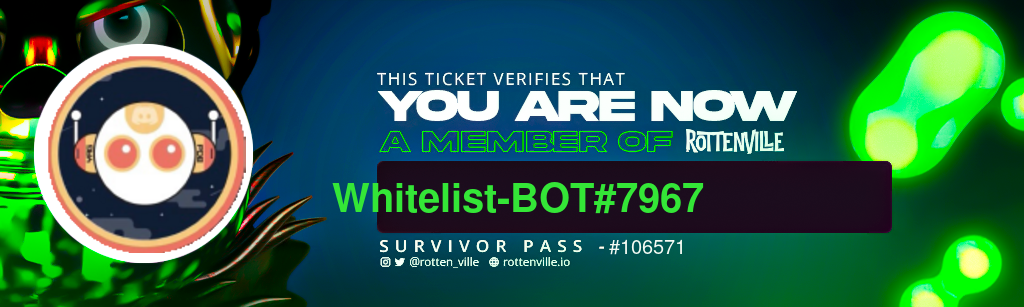 THIS TICKET VERIFIES THAT
YOU ARE NOW
A MEMBER OF ROTTENVILLE
Whitelist-BOT#7967
SURVIVOR PASS - #106571
@rotten_ville rottenville.io